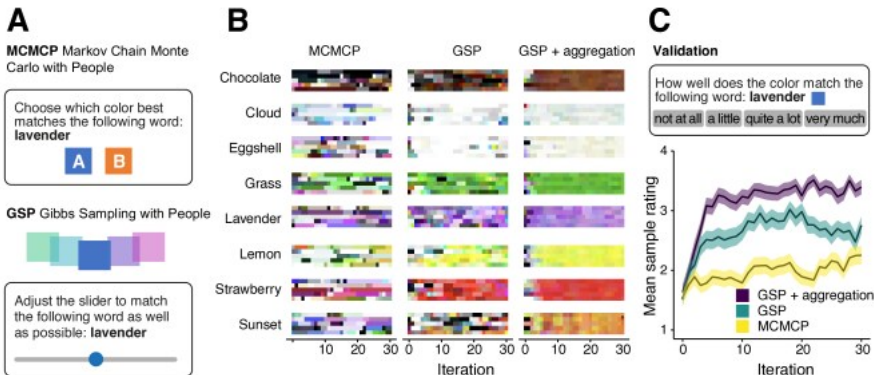 A
MCMCP Markov Chain Monte
Carlo with People
Choose which color best
matches the following word:
lavender
A B
GSP Gibbs Sampling with People
Adjust the slider to match
the following word as well
as possible: lavender
B
MCMCP GSP GSP + aggregation
Chocolate
Cloud
Eggshell
Grass
Lavender
Lemon
Strawberry
Sunset
10 20 30 0 10 20 30 0 10 20 30
Iteration
C
Validation
How well does the color match the
following word: lavender
not at all a little quite a lot very much
4
3
2
1
Mean sample rating
GSP + aggregation
GSP
MCMCP
0 10 20 30
Iteration